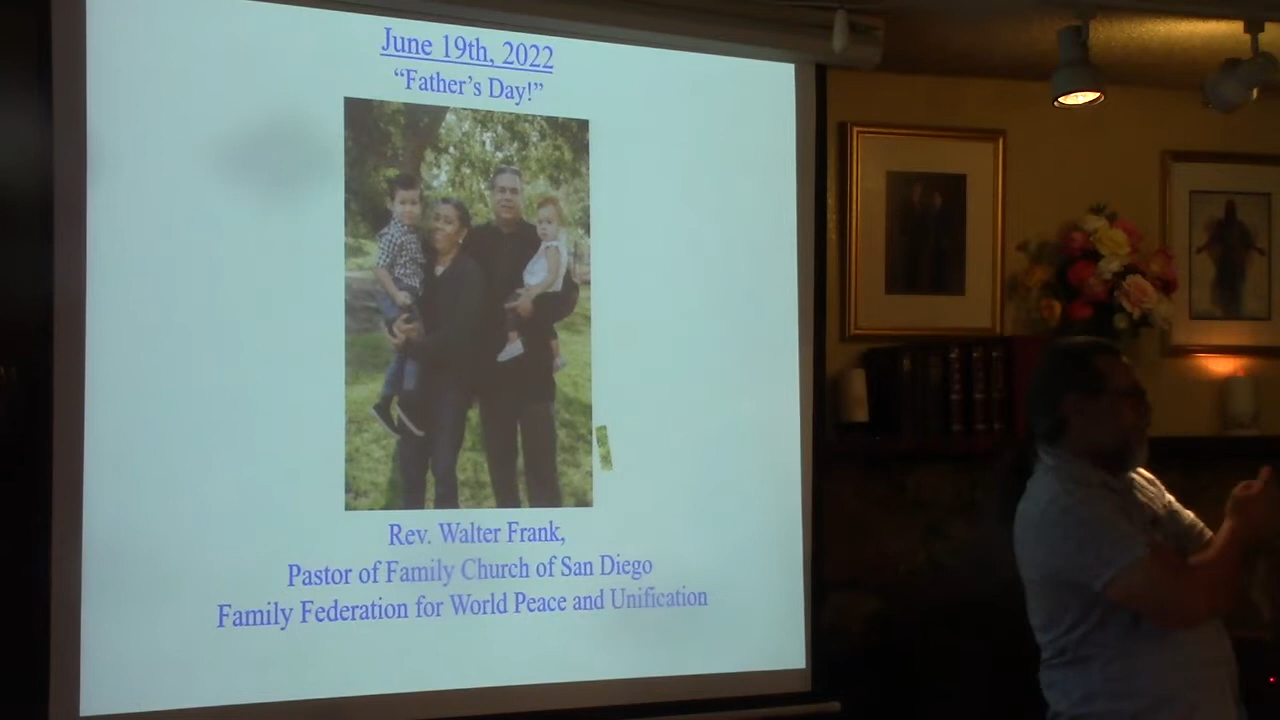 June 19th, 2022
“Father’s Day!”
Rev. Walter Frank,
Pastor of Family Church of San Diego
Family Federation for World Peace and Unification